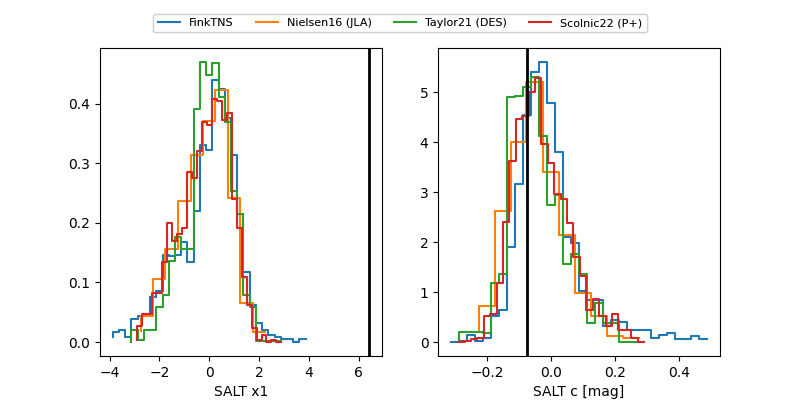 FinkTNS Nielsen16 (JLA) Taylor21 (DES) Scolnic22 (P+)
0.4
0.3
0.2
0.1
0.0
−4 −2 0 2 4 6
SALT x1
5
4
3
2
1
0
−0.2 0.0 0.2 0.4
SALT c [mag]